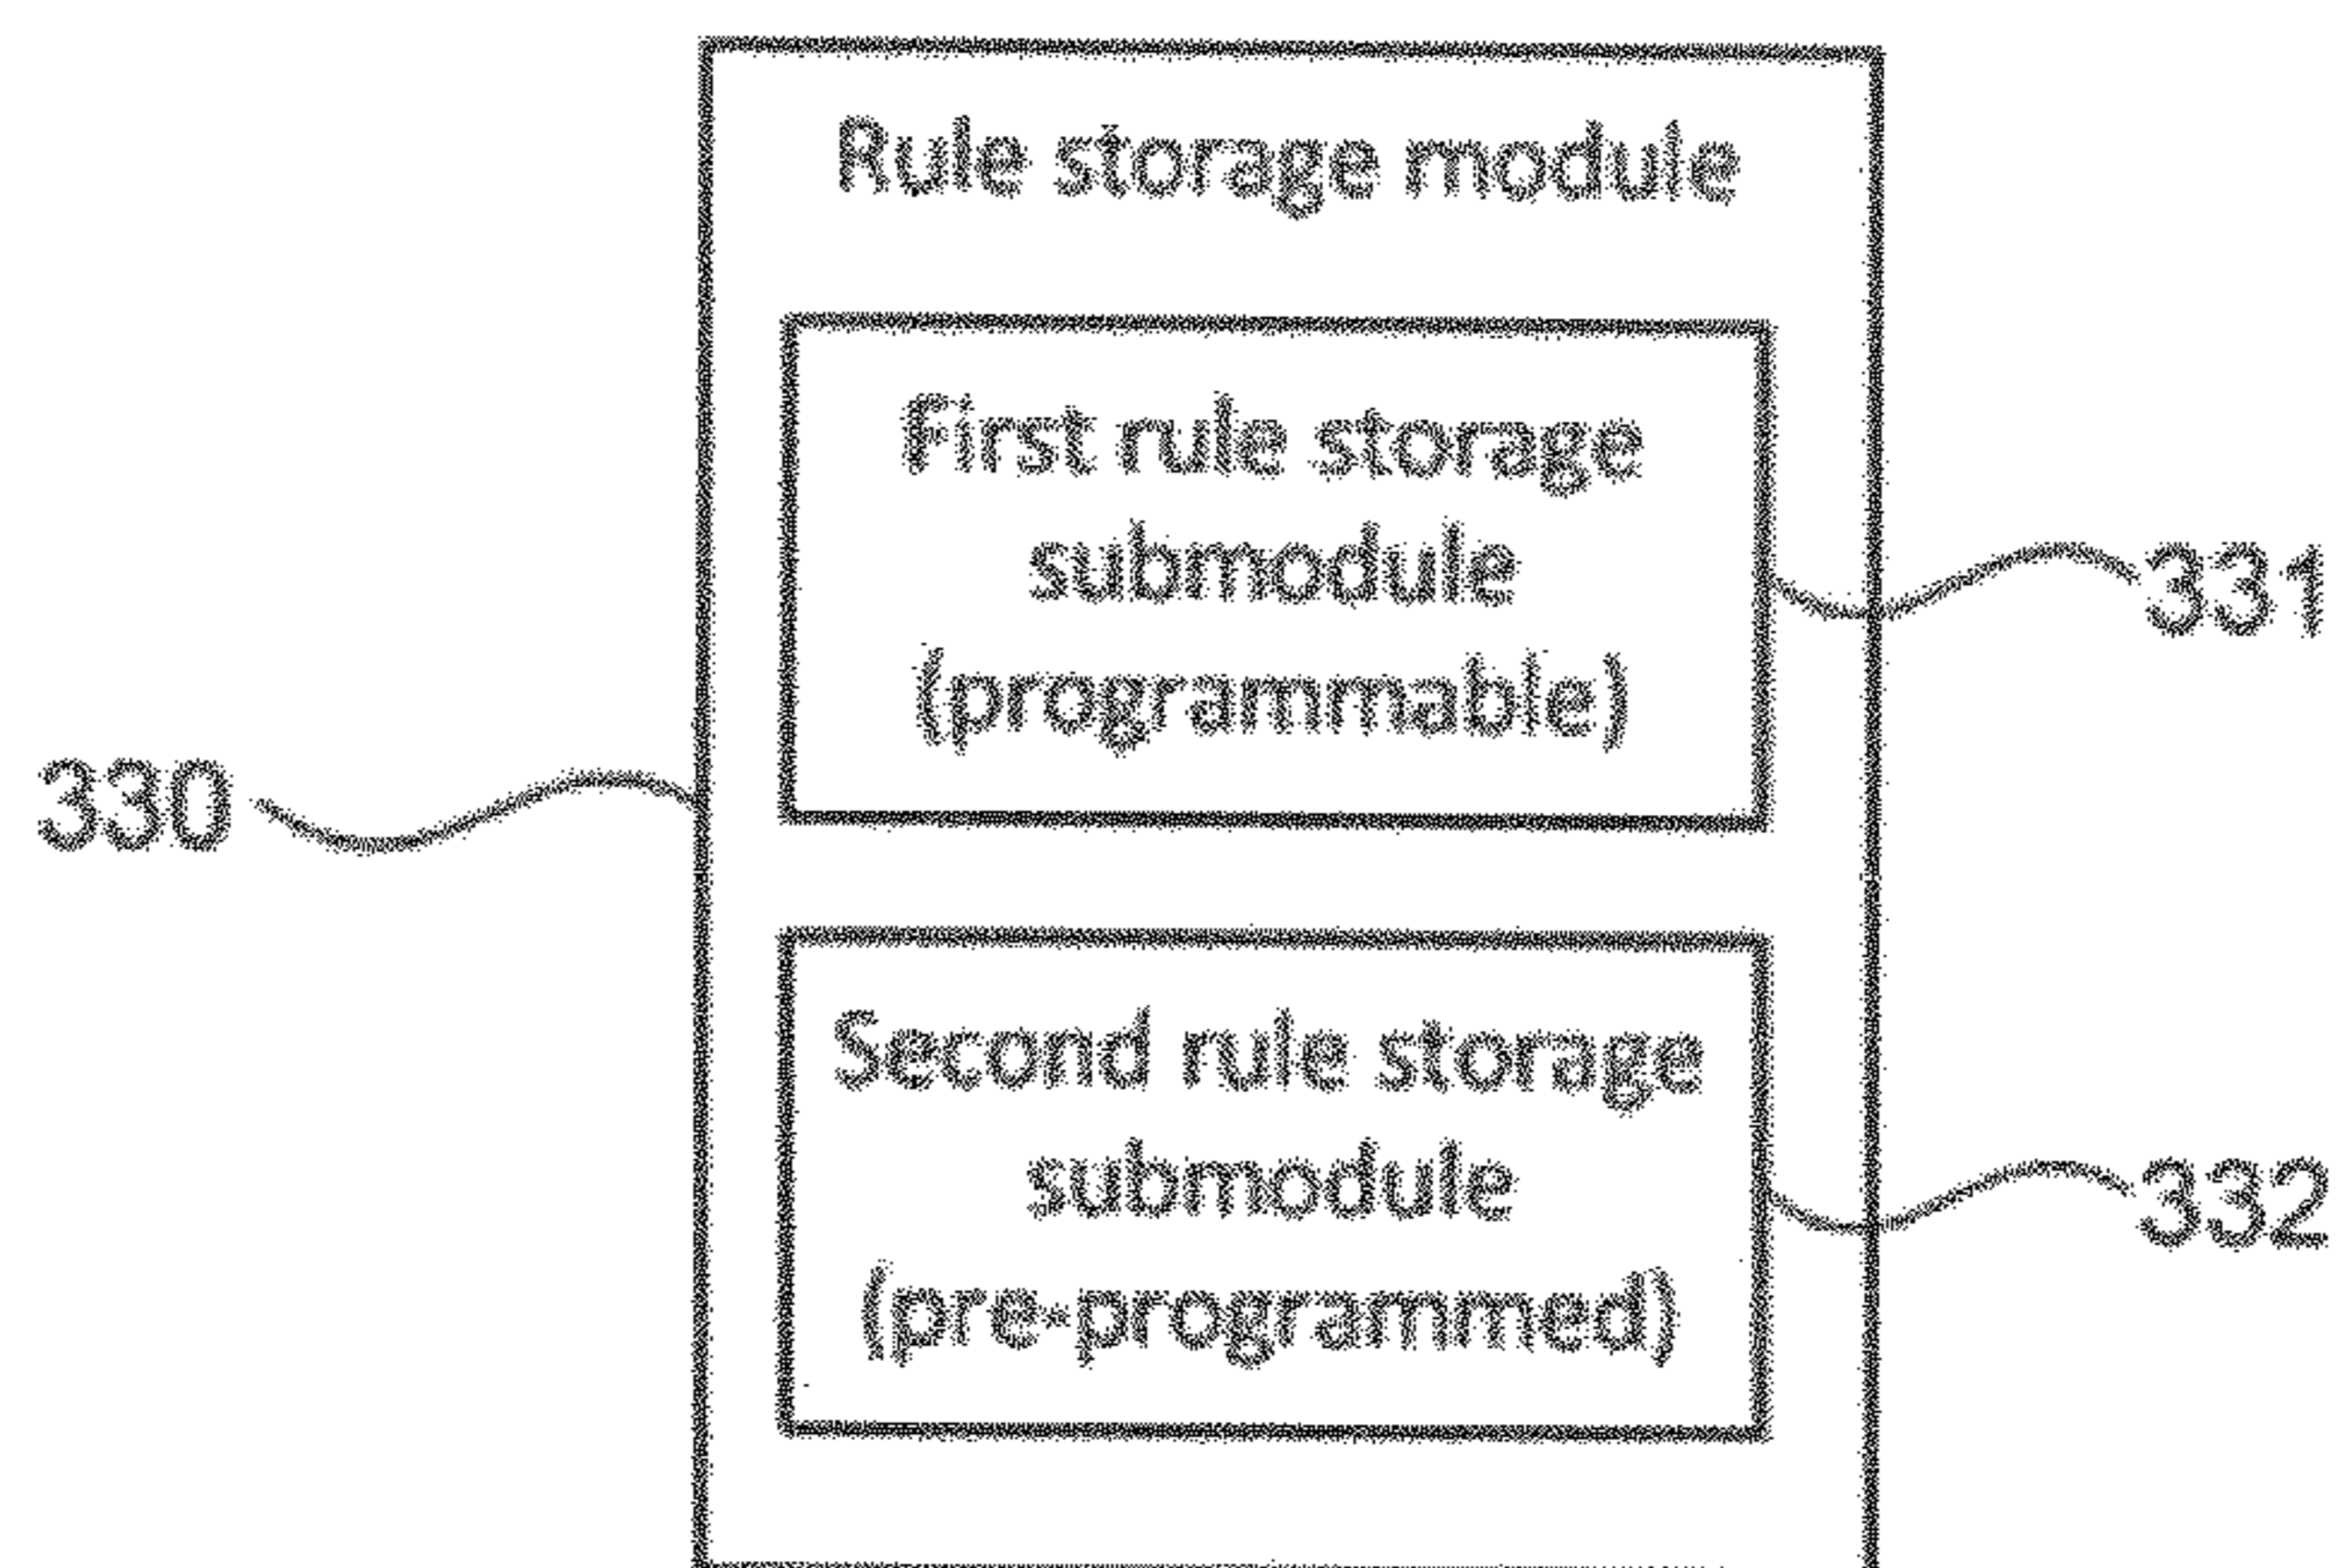 Rule storage module
First rule storage
submodule
(programmable)
331
330
Second rule storage
submodule
(pre-programmed)
332